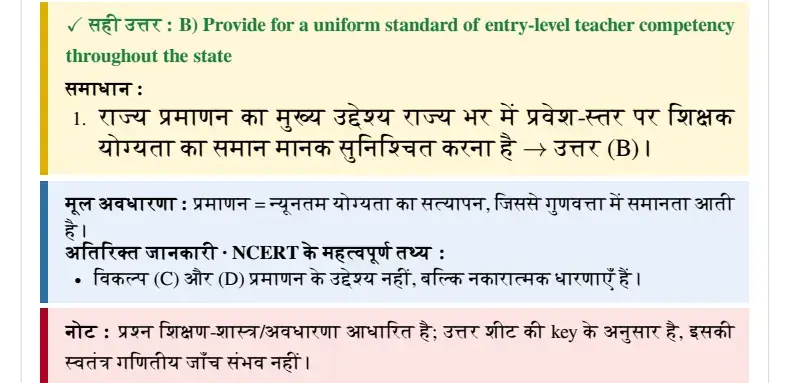 ✓ सही उत्तर : B) Provide for a uniform standard of entry-level teacher competency
throughout the state
समाधान :
1. राज्य प्रमाणन का मुख्य उद्देश्य राज्य भर में प्रवेश-स्तर पर शिक्षक
योग्यता का समान मानक सुनिश्चित करना है → उत्तर (B)।
मूल अवधारणा : प्रमाणन = न्यूनतम योग्यता का सत्यापन, जिससे गुणवत्ता में समानता आती
है।
अतिरिक्त जानकारी · NCERT के महत्वपूर्ण तथ्य :
• विकल्प (C) और (D) प्रमाणन के उद्देश्य नहीं, बल्कि नकारात्मक धारणाएँ हैं।
नोट : प्रश्न शिक्षण-शास्त्र/अवधारणा आधारित है; उत्तर शीट की key के अनुसार है, इसकी
स्वतंत्र गणितीय जाँच संभव नहीं।